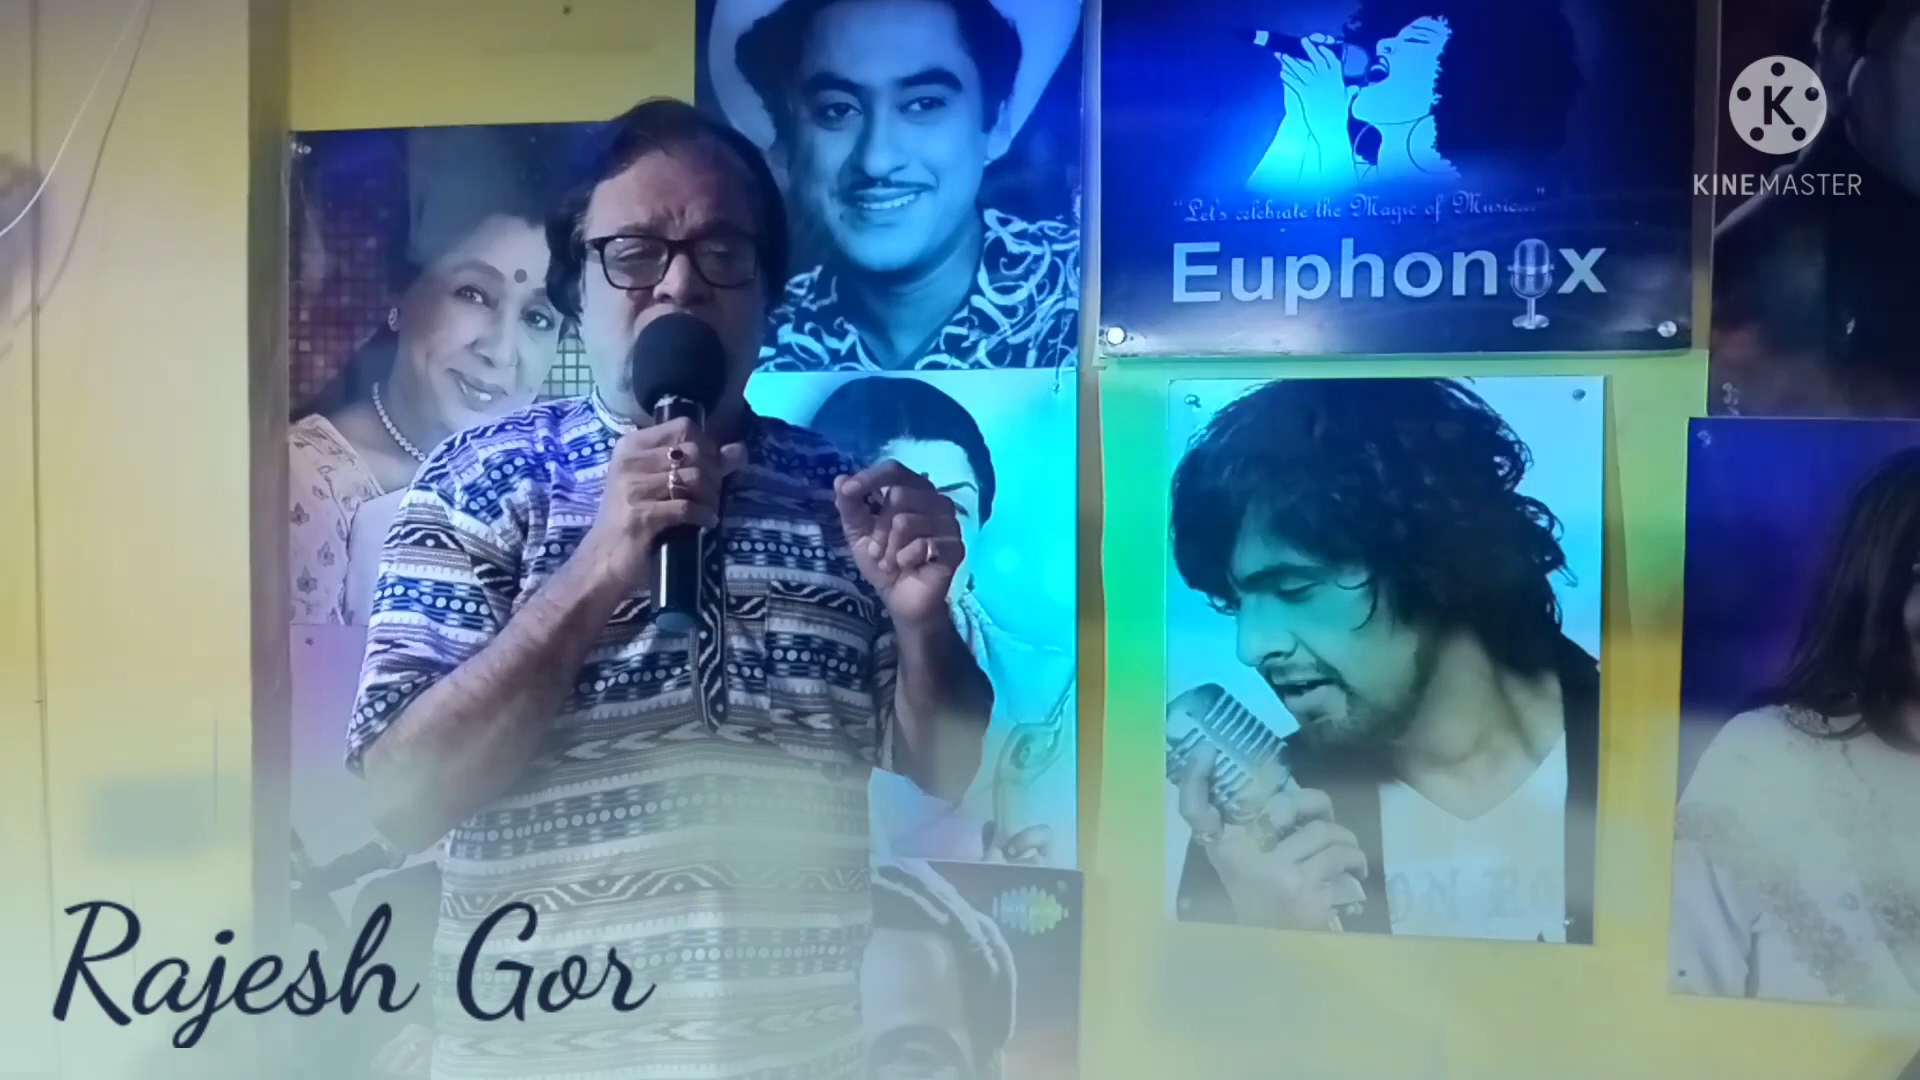 K
KINEMASTER
"Let's celebrate the Magic of Music..."
Euphonix
Rajesh Gor